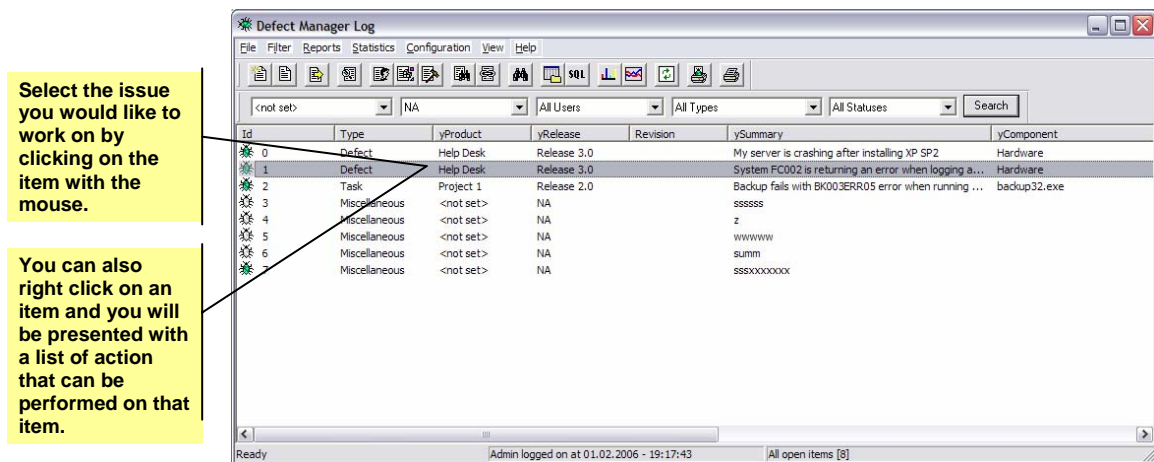 Defect Manager Log
File Filter Reports Statistics Configuration View Help
SQL
<not set> NA All Users All Types All Statuses Search
Id Type yProduct yRelease Revision ySummary yComponent
0 Defect Help Desk Release 3.0 My server is crashing after installing XP SP2 Hardware
1 Defect Help Desk Release 3.0 System FC002 is returning an error when logging a... Hardware
2 Task Project 1 Release 2.0 Backup fails with BK003ERR05 error when running ... backup32.exe
3 Miscellaneous <not set> NA ssssss
4 Miscellaneous <not set> NA z
5 Miscellaneous <not set> NA wwwww
6 Miscellaneous <not set> NA summ
7 Miscellaneous <not set> NA sssxxxxxxx
Ready Admin logged on at 01.02.2006 - 19:17:43 All open items [8]
Select the issue
you would like to
work on by
clicking on the
item with the
mouse.
You can also
right click on an
item and you will
be presented with
a list of action
that can be
performed on that
item.